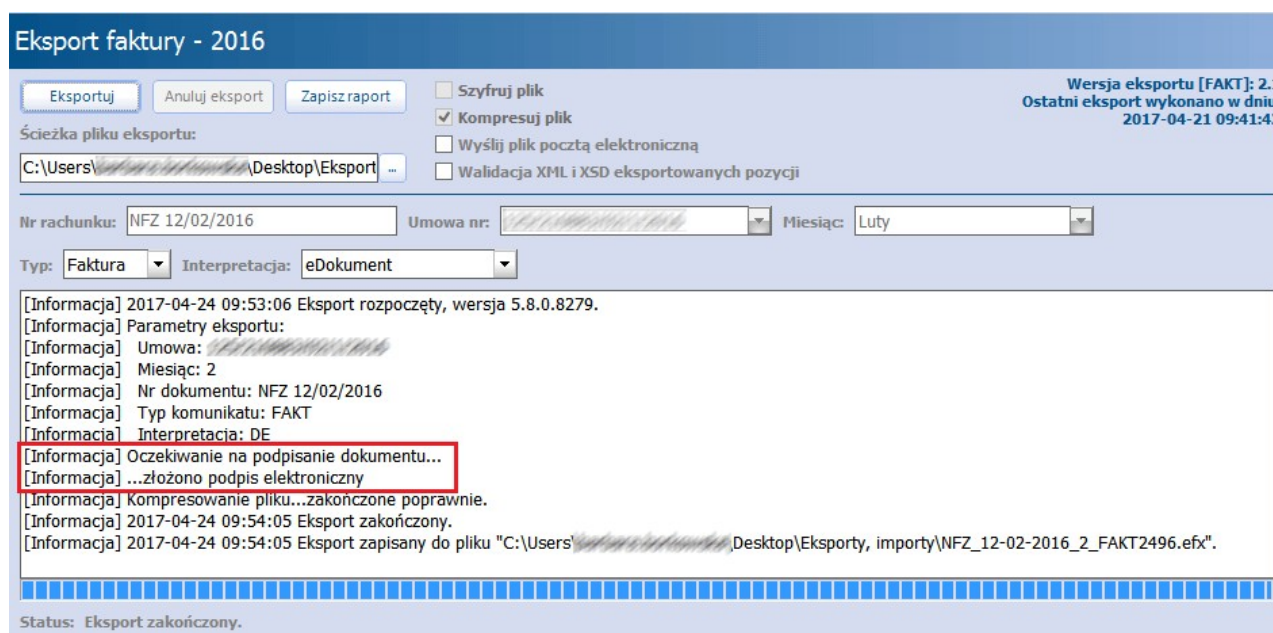 Eksport faktury - 2016
Eksportuj Anuluj eksport Zapisz raport
Szyfruj plik
Kompresuj plik
Wyślij plik pocztą elektroniczną
Walidacja XML i XSD eksportowanych pozycji
Wersja eksportu [FAKT]: 2.
Ostatni eksport wykonano w dniu
2017-04-21 09:41:4
Ścieżka pliku eksportu:
C:\Users\ \Desktop\Eksport ...
Nr rachunku: NFZ 12/02/2016 Umowa nr: Miesiąc: Luty
Typ: Faktura Interpretacja: eDokument
[Informacja] 2017-04-24 09:53:06 Eksport rozpoczęty, wersja 5.8.0.8279.
[Informacja] Parametry eksportu:
[Informacja] Umowa:
[Informacja] Miesiąc: 2
[Informacja] Nr dokumentu: NFZ 12/02/2016
[Informacja] Typ komunikatu: FAKT
[Informacja] Interpretacja: DE
[Informacja] Oczekiwanie na podpisanie dokumentu...
[Informacja] ...złożono podpis elektroniczny
[Informacja] Kompresowanie pliku...zakończone poprawnie.
[Informacja] 2017-04-24 09:54:05 Eksport zakończony.
[Informacja] 2017-04-24 09:54:05 Eksport zapisany do pliku "C:\Users\ Desktop\Eksporty, importy\NFZ_12-02-2016_2_FAKT2496.efx".
Status: Eksport zakończony.